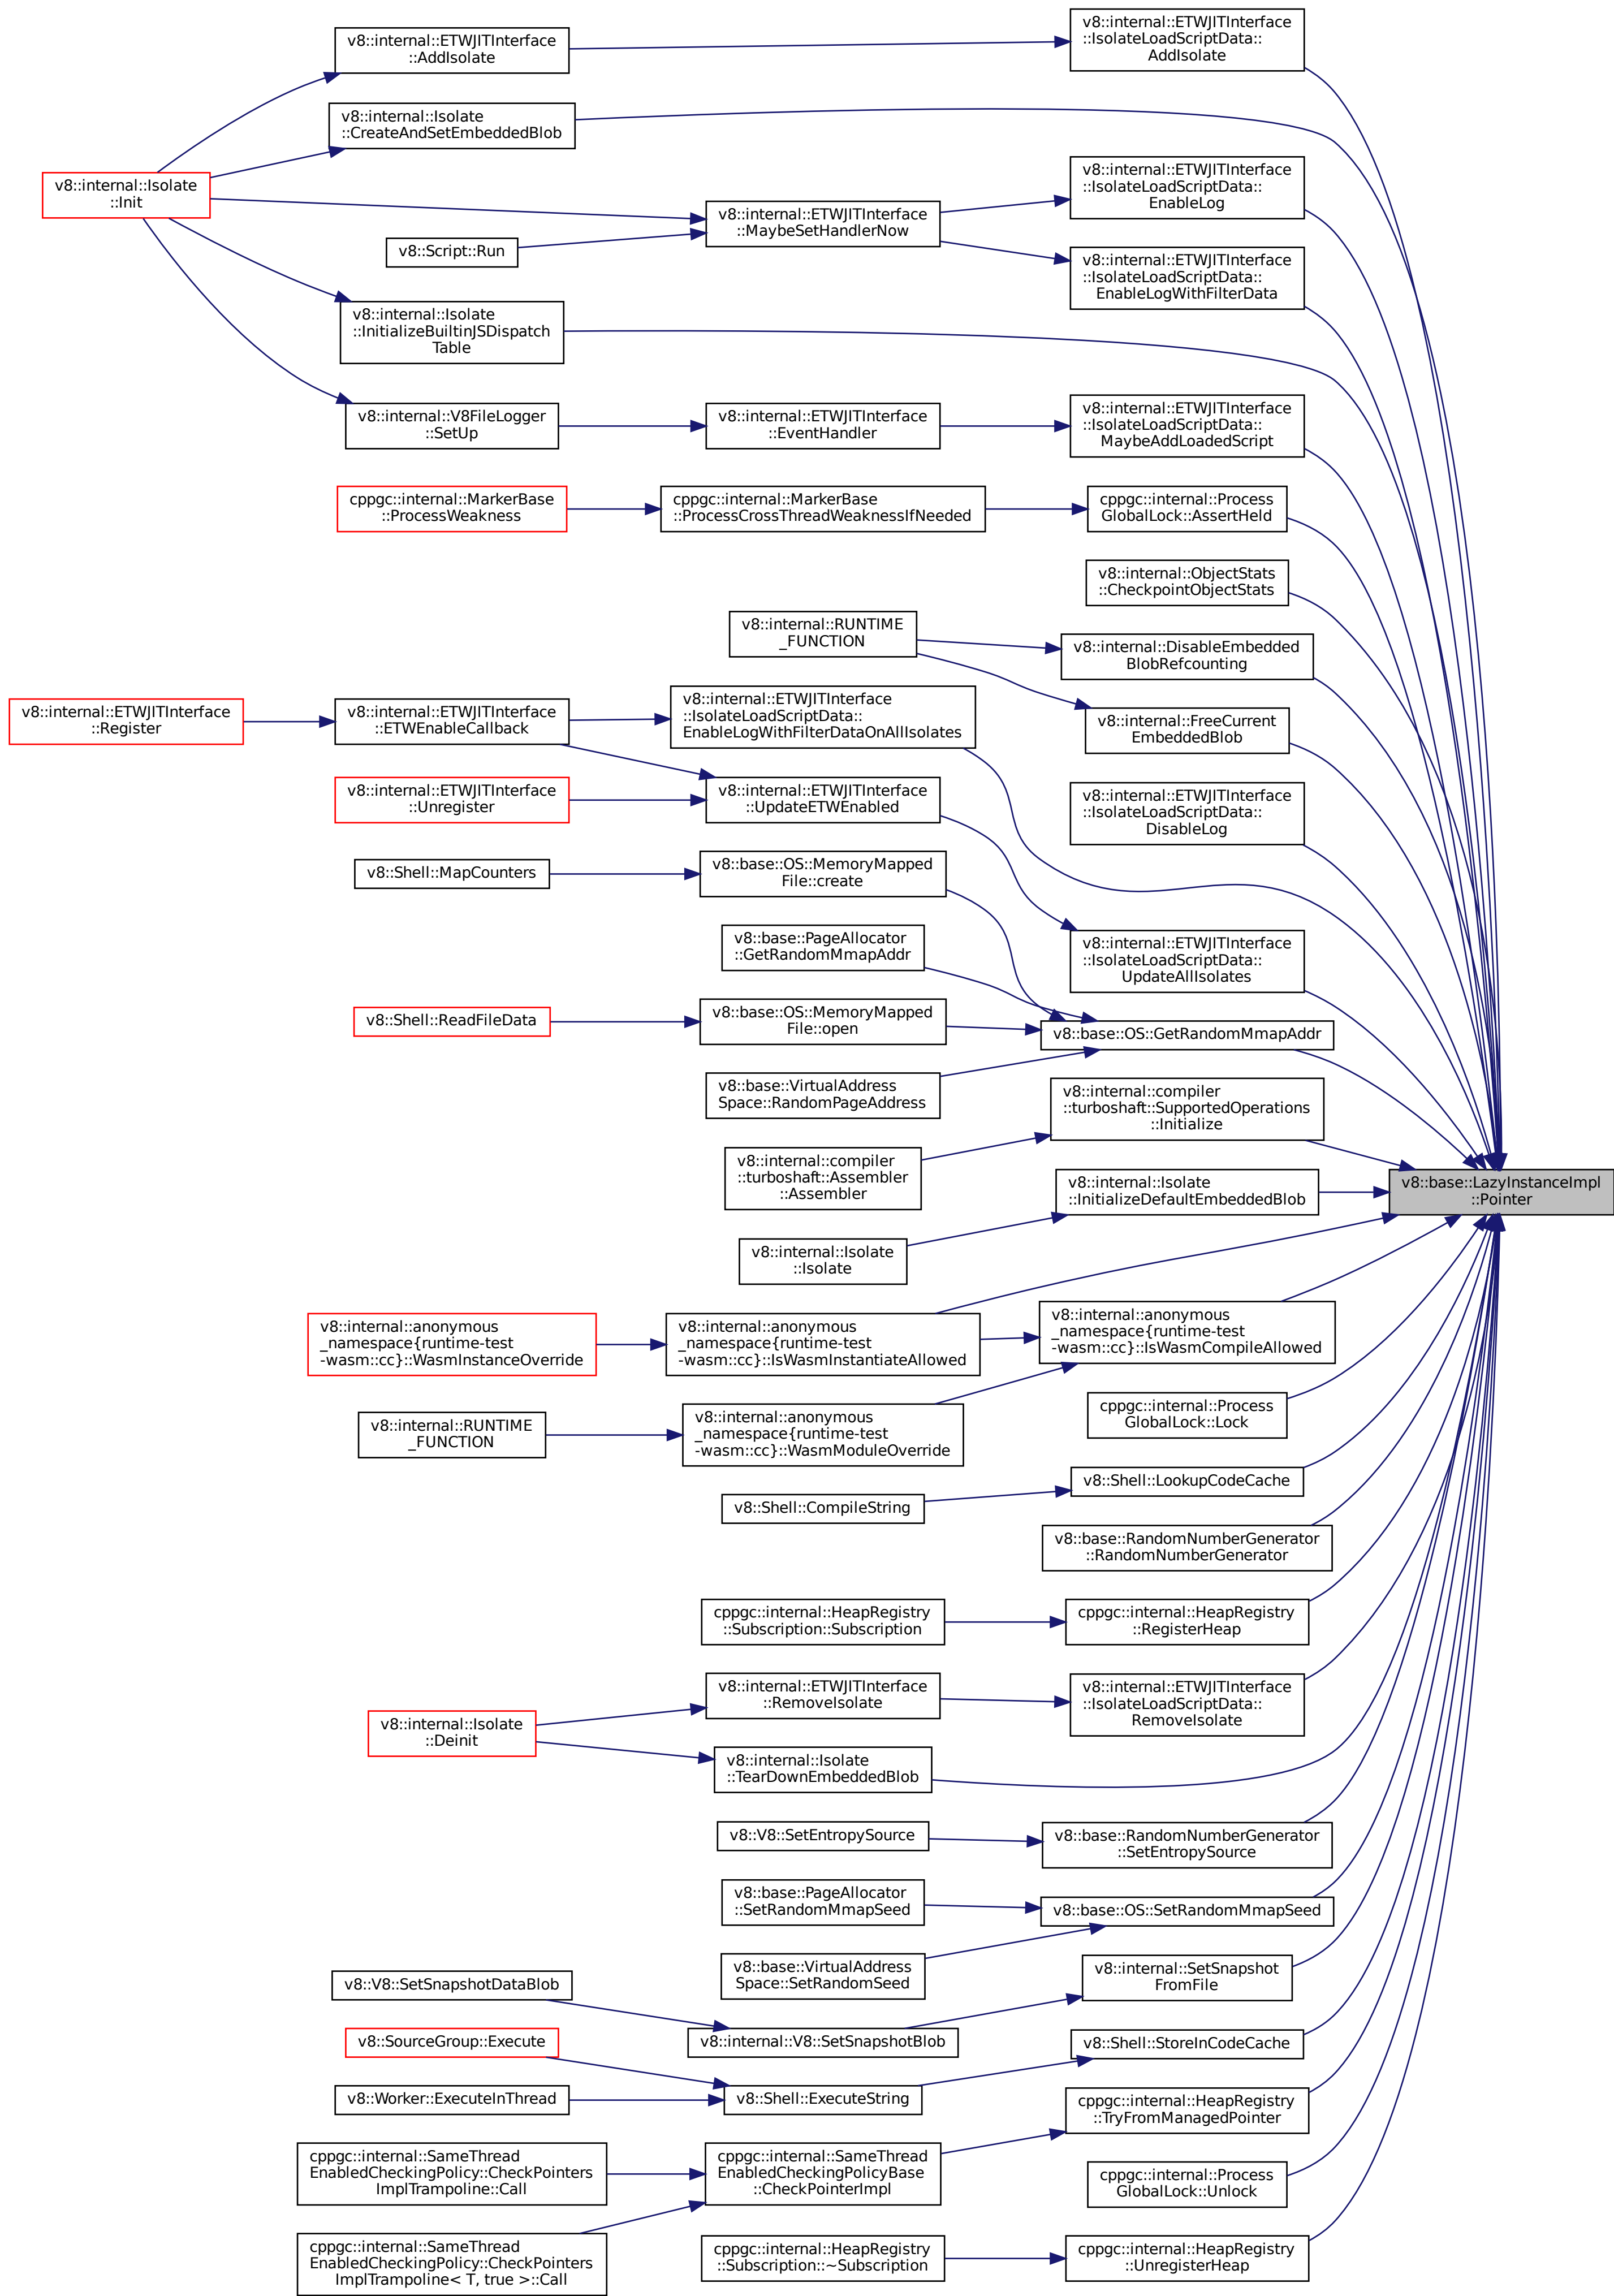 v8::internal::ETWJITInterface
::IsolateLoadScriptData::
AddIsolate
v8::internal::ETWJITInterface
::AddIsolate
v8::internal::Isolate
::CreateAndSetEmbeddedBlob
v8::internal::Isolate
::Init
v8::internal::ETWJITInterface
::IsolateLoadScriptData::
EnableLog
v8::internal::ETWJITInterface
::MaybeSetHandlerNow
v8::Script::Run
v8::internal::ETWJITInterface
::IsolateLoadScriptData::
EnableLogWithFilterData
v8::internal::Isolate
::InitializeBuiltinJSDispatch
Table
v8::internal::V8FileLogger
::SetUp
v8::internal::ETWJITInterface
::EventHandler
v8::internal::ETWJITInterface
::IsolateLoadScriptData::
MaybeAddLoadedScript
cppgc::internal::MarkerBase
::ProcessWeakness
cppgc::internal::MarkerBase
::ProcessCrossThreadWeaknessIfNeeded
cppgc::internal::Process
GlobalLock::AssertHeld
v8::internal::ObjectStats
::CheckpointObjectStats
v8::internal::RUNTIME
_FUNCTION
v8::internal::DisableEmbedded
BlobRefcounting
v8::internal::ETWJITInterface
::Register
v8::internal::ETWJITInterface
::ETWEnableCallback
v8::internal::ETWJITInterface
::IsolateLoadScriptData::
EnableLogWithFilterDataOnAllIsolates
v8::internal::FreeCurrent
EmbeddedBlob
v8::internal::ETWJITInterface
::Unregister
v8::internal::ETWJITInterface
::UpdateETWEnabled
v8::internal::ETWJITInterface
::IsolateLoadScriptData::
DisableLog
v8::Shell::MapCounters
v8::base::OS::MemoryMapped
File::create
v8::base::PageAllocator
::GetRandomMmapAddr
v8::internal::ETWJITInterface
::IsolateLoadScriptData::
UpdateAllIsolates
v8::Shell::ReadFileData
v8::base::OS::MemoryMapped
File::open
v8::base::OS::GetRandomMmapAddr
v8::base::VirtualAddress
Space::RandomPageAddress
v8::internal::compiler
::turboshaft::SupportedOperations
::Initialize
v8::internal::compiler
::turboshaft::Assembler
::Assembler
v8::internal::Isolate
::InitializeDefaultEmbeddedBlob
v8::base::LazyInstanceImpl
::Pointer
v8::internal::Isolate
::Isolate
v8::internal::anonymous
_namespace{runtime-test
-wasm::cc}::WasmInstanceOverride
v8::internal::anonymous
_namespace{runtime-test
-wasm::cc}::IsWasmInstantiateAllowed
v8::internal::anonymous
_namespace{runtime-test
-wasm::cc}::IsWasmCompileAllowed
v8::internal::RUNTIME
_FUNCTION
v8::internal::anonymous
_namespace{runtime-test
-wasm::cc}::WasmModuleOverride
cppgc::internal::Process
GlobalLock::Lock
v8::Shell::CompileString
v8::Shell::LookupCodeCache
v8::base::RandomNumberGenerator
::RandomNumberGenerator
cppgc::internal::HeapRegistry
::Subscription::Subscription
cppgc::internal::HeapRegistry
::RegisterHeap
v8::internal::Isolate
::Deinit
v8::internal::ETWJITInterface
::RemoveIsolate
v8::internal::ETWJITInterface
::IsolateLoadScriptData::
RemoveIsolate
v8::internal::Isolate
::TearDownEmbeddedBlob
v8::V8::SetEntropySource
v8::base::RandomNumberGenerator
::SetEntropySource
v8::base::PageAllocator
::SetRandomMmapSeed
v8::base::OS::SetRandomMmapSeed
v8::base::VirtualAddress
Space::SetRandomSeed
v8::internal::SetSnapshot
FromFile
v8::V8::SetSnapshotDataBlob
v8::internal::V8::SetSnapshotBlob
v8::SourceGroup::Execute
v8::Shell::StoreInCodeCache
v8::Worker::ExecuteInThread
v8::Shell::ExecuteString
cppgc::internal::HeapRegistry
::TryFromManagedPointer
cppgc::internal::SameThread
EnabledCheckingPolicy::CheckPointers
ImplTrampoline::Call
cppgc::internal::SameThread
EnabledCheckingPolicyBase
::CheckPointerImpl
cppgc::internal::Process
GlobalLock::Unlock
cppgc::internal::SameThread
EnabledCheckingPolicy::CheckPointers
ImplTrampoline< T, true >::Call
cppgc::internal::HeapRegistry
::Subscription::~Subscription
cppgc::internal::HeapRegistry
::UnregisterHeap